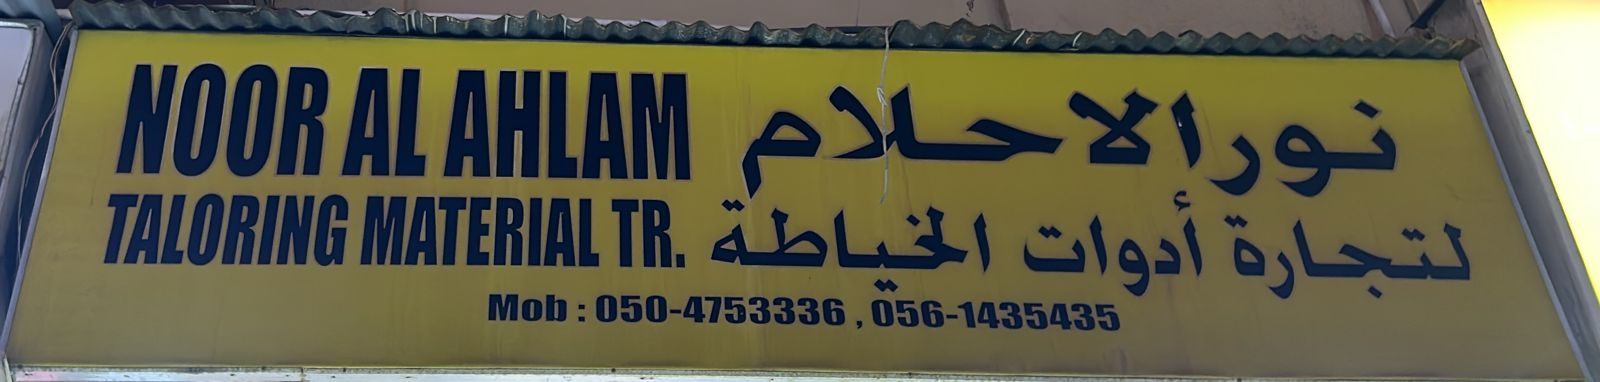 NOOR AL AHLAM
نور الاحلام
TALORING MATERIAL TR.
لتجارة أدوات الخياطة
Mob : 050-4753336 , 056-1435435